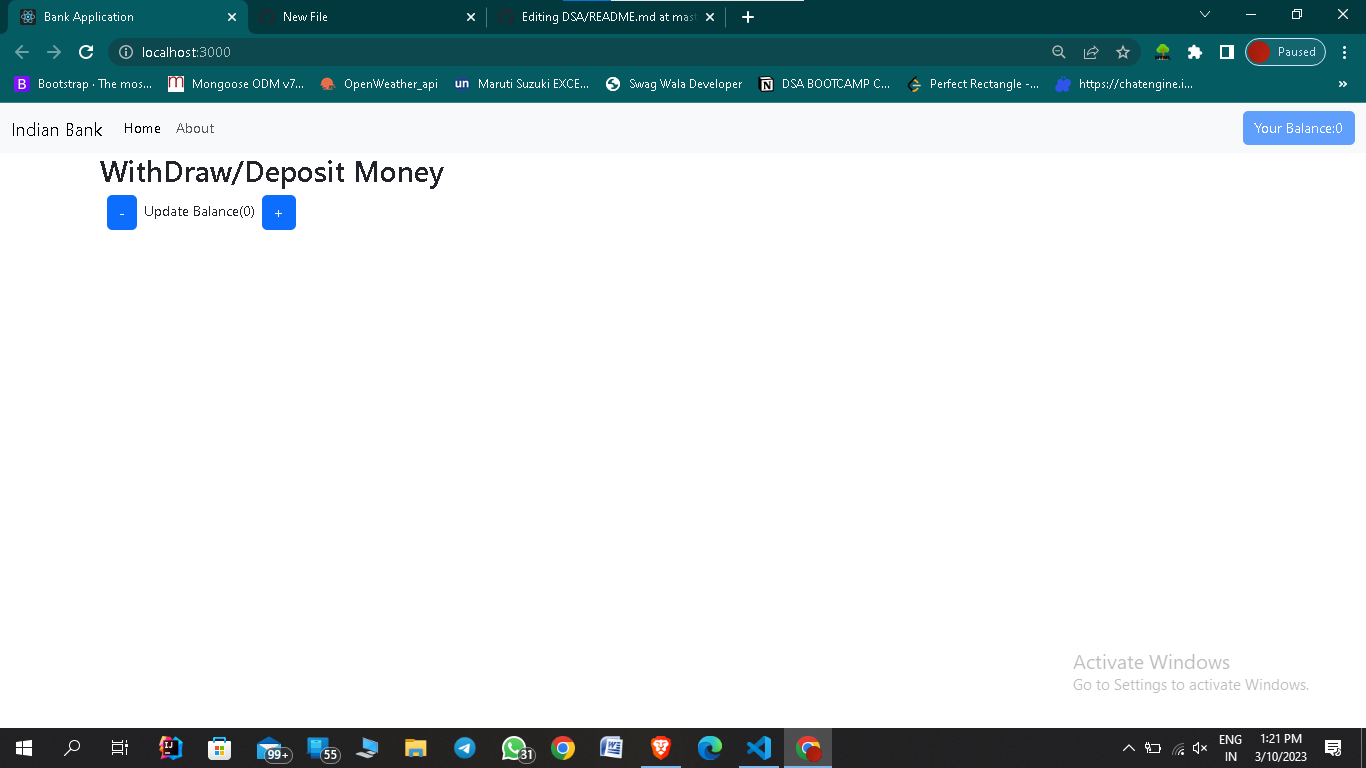 Bank Application
New File
Editing DSA/README.md at mast
localhost:3000
Paused
B Bootstrap · The mos...
m Mongoose ODM v7...
OpenWeather_api
un Maruti Suzuki EXCE...
Swag Wala Developer
N DSA BOOTCAMP C...
Perfect Rectangle -...
https://chatengine.i...
»
Indian Bank
Home
About
Your Balance:0
WithDraw/Deposit Money
- Update Balance(0) +
Activate Windows
Go to Settings to activate Windows.
IJ
99+
55
31
W
ENG
IN
1:21 PM
3/10/2023
3